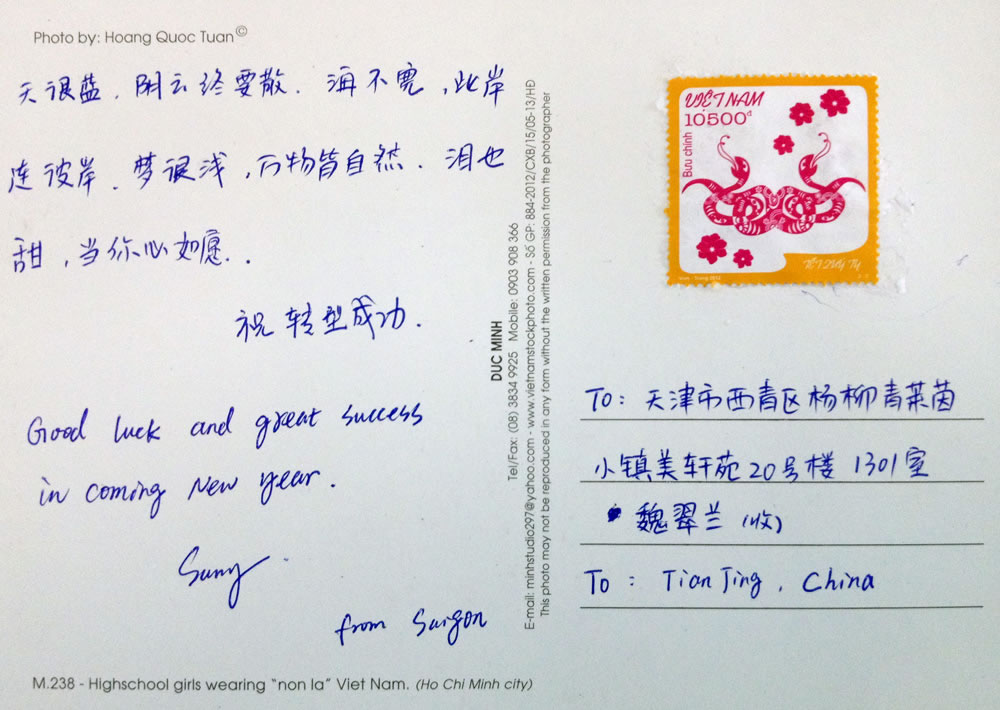 Photo by: Hoang Quoc Tuan©
天很蓝，阴云终要散．海不宽，此岸
连彼岸．梦很浅，万物皆自然．泪也
甜，当你心如愿..
祝转型成功．
Good luck and great success
in coming New year.
Suny
from Saigon
M.238 - Highschool girls wearing "non la" Viet Nam. (Ho Chi Minh city)
DUC MINH
Tel/Fax: (08) 3834 9925 Mobile: 0903 908 366
E-mail: minhstudio297@yahoo.com - www.vietnamstockphoto.com - Số GP: 884-2012/CXB/15/05-13/HĐ
This photo may not be reproduced in any form without the written permission from the photographer
VIỆT NAM
10500đ
Bưu chính
TẾT QUÝ TỴ
To: 天津市西青区杨柳青莱茵
小镇美轩苑20号楼 1301室
魏翠兰 (收)
To : TianJing, China